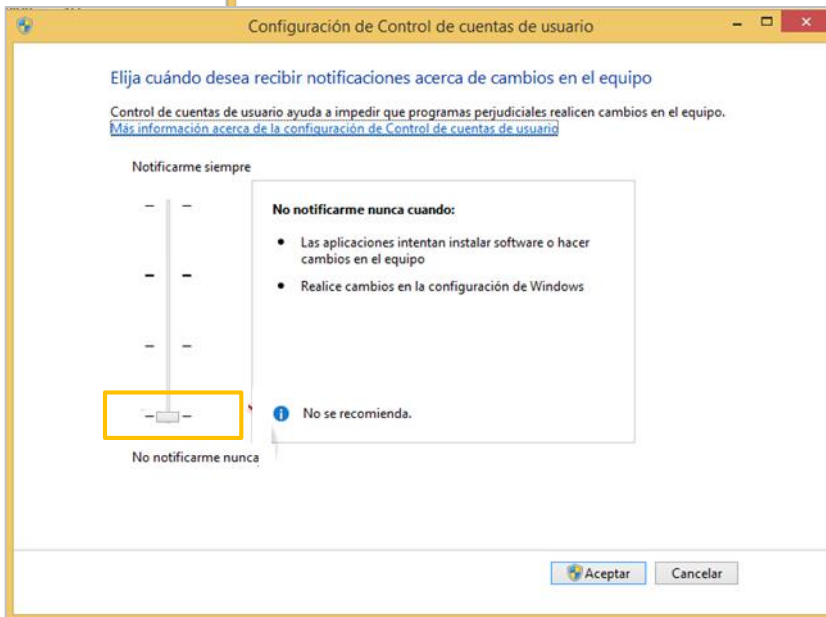 Configuración de Control de cuentas de usuario
Elija cuándo desea recibir notificaciones acerca de cambios en el equipo
Control de cuentas de usuario ayuda a impedir que programas perjudiciales realicen cambios en el equipo.
Más información acerca de la configuración de Control de cuentas de usuario
Notificarme siempre
No notificarme nunca cuando:
• Las aplicaciones intentan instalar software o hacer
cambios en el equipo
• Realice cambios en la configuración de Windows
No se recomienda.
No notificarme nunca
Aceptar
Cancelar